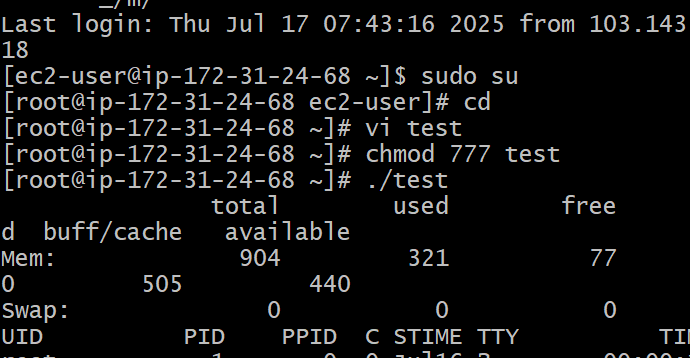 _/m/
Last login: Thu Jul 17 07:43:16 2025 from 103.143
18
[ec2-user@ip-172-31-24-68 ~]$ sudo su
[root@ip-172-31-24-68 ec2-user]# cd
[root@ip-172-31-24-68 ~]# vi test
[root@ip-172-31-24-68 ~]# chmod 777 test
[root@ip-172-31-24-68 ~]# ./test
total used free
d buff/cache available
Mem: 904 321 77
0 505 440
Swap: 0 0 0
UID PID PPID C STIME TTY TI